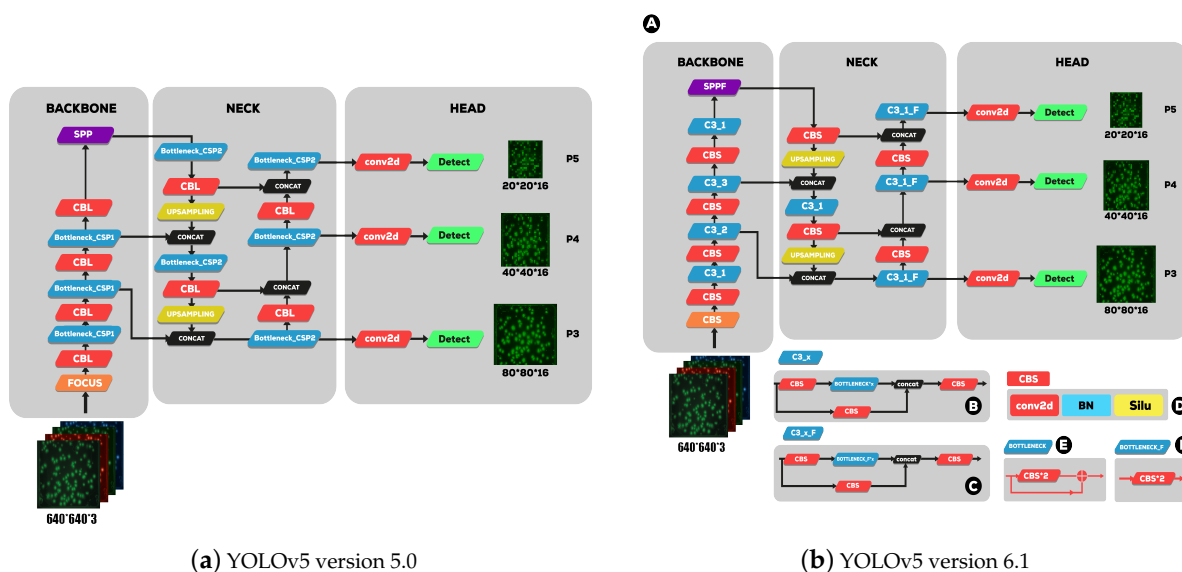 BACKBONE
NECK
HEAD
SPP
CBL
Bottleneck_CSP1
CBL
Bottleneck_CSP1
CBL
Bottleneck_CSP1
CBL
FOCUS
640*640*3
Bottleneck_CSP2
CBL
UPSAMPLING
CONCAT
Bottleneck_CSP2
CBL
UPSAMPLING
CONCAT
Bottleneck_CSP2
CONCAT
CBL
Bottleneck_CSP2
CONCAT
CBL
Bottleneck_CSP2
conv2d
Detect
20*20*16
P5
conv2d
Detect
40*40*16
P4
conv2d
Detect
80*80*16
P3
(a) YOLOv5 version 5.0
A
BACKBONE
NECK
HEAD
SPPF
C3_1
CBS
C3_3
CBS
C3_2
CBS
C3_1
CBS
CBS
640*640*3
CBS
UPSAMPLING
CONCAT
C3_1
CBS
UPSAMPLING
CONCAT
C3_1_F
CONCAT
CBS
C3_1_F
CONCAT
CBS
C3_1_F
conv2d
Detect
20*20*16
P5
conv2d
Detect
40*40*16
P4
conv2d
Detect
80*80*16
P3
C3_x
CBS
BOTTLENECK*x
concat
CBS
CBS
B
C3_x_F
CBS
BOTTLENECK_F*x
concat
CBS
CBS
C
CBS
conv2d
BN
Silu
D
BOTTLENECK
E
CBS*2
BOTTLENECK_F
CBS*2
(b) YOLOv5 version 6.1